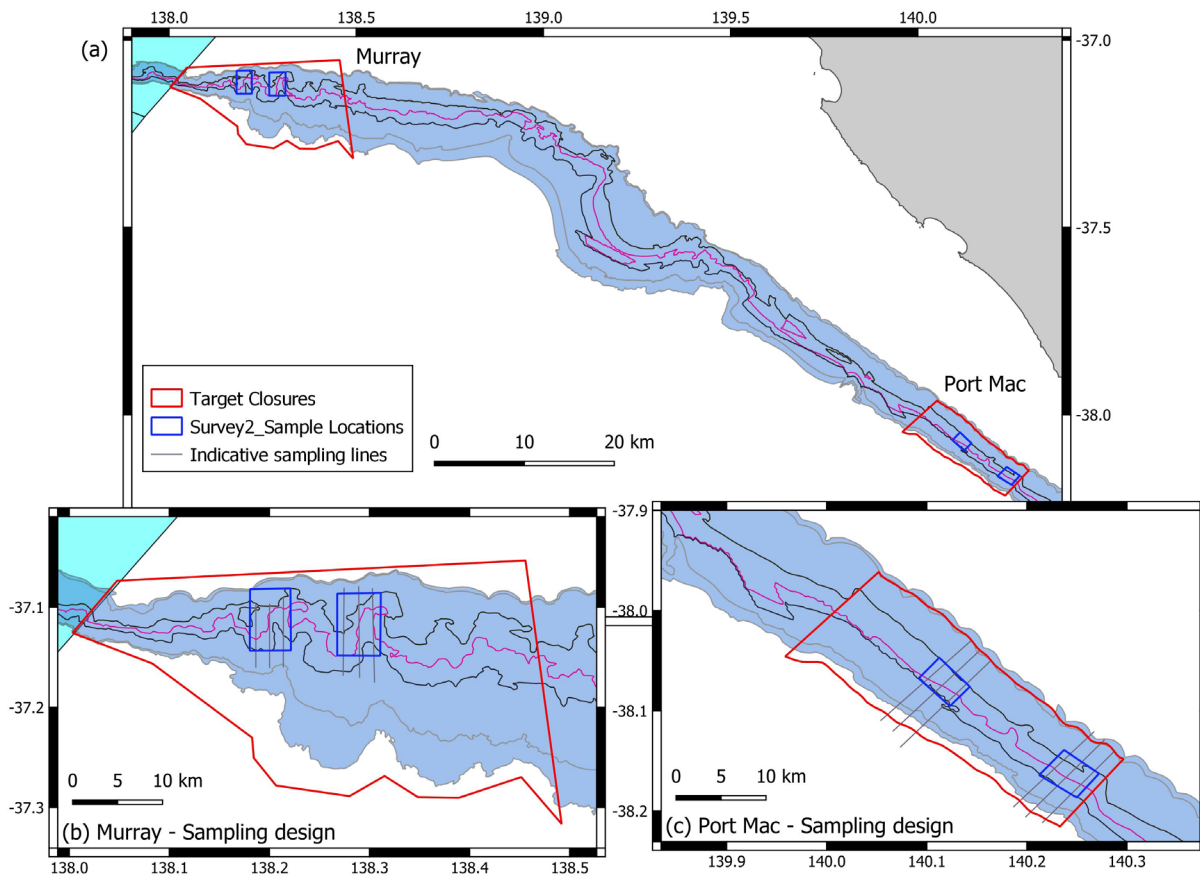 138.0 138.5 139.0 139.5 140.0
(a)
Murray
-37.0
-37.5
Port Mac
-38.0
Target Closures
Survey2_Sample Locations
Indicative sampling lines
0 10 20 km
-37.1
-37.2
-37.3
0 5 10 km
(b) Murray - Sampling design
138.0 138.1 138.2 138.3 138.4 138.5
-37.9
-38.0
-38.1
-38.2
0 5 10 km
(c) Port Mac - Sampling design
139.9 140.0 140.1 140.2 140.3